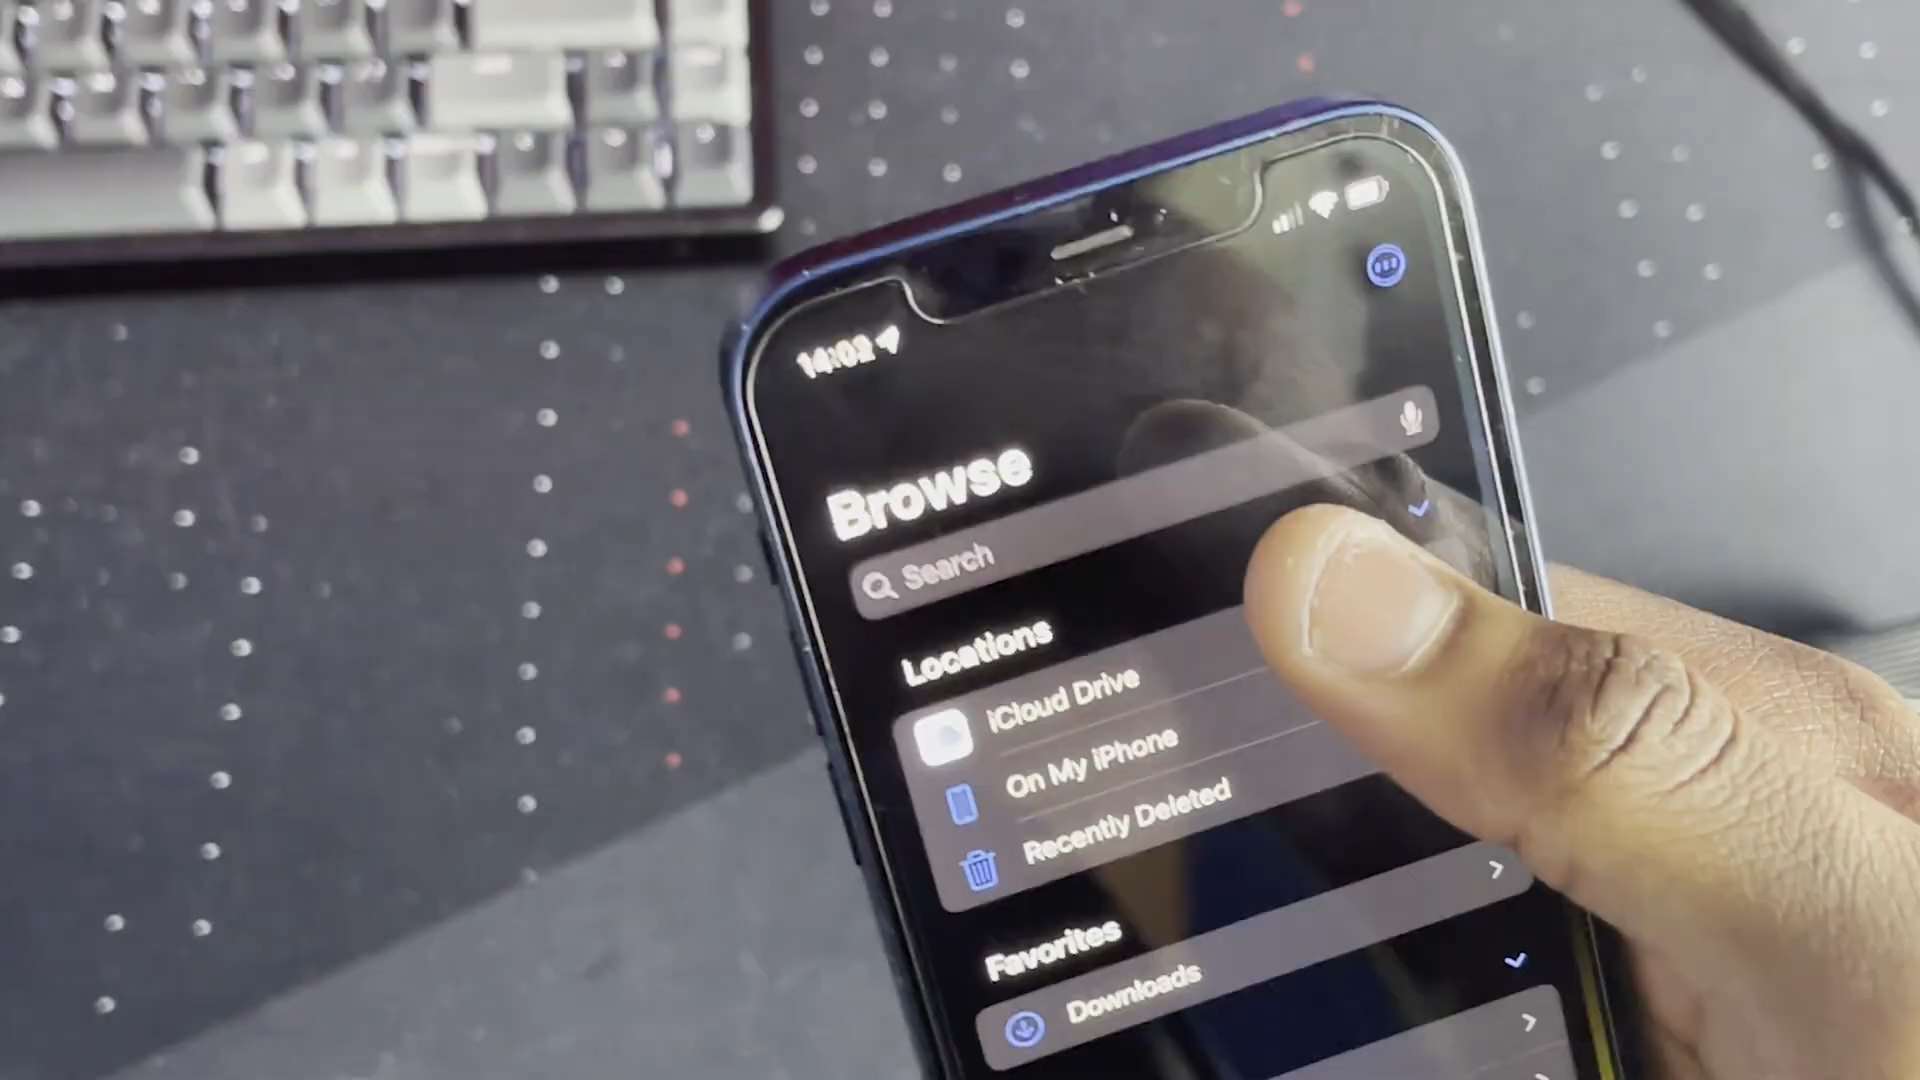 14:02
Browse
Search
Locations
iCloud Drive
On My iPhone
Recently Deleted
Favorites
Downloads